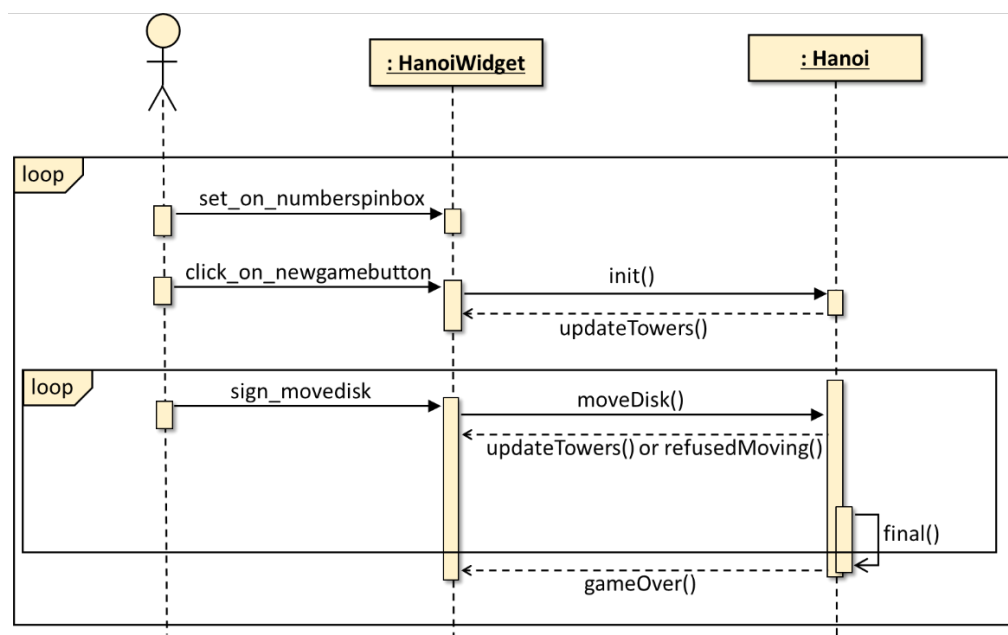 : HanoiWidget
: Hanoi
loop
set_on_numberspinbox
click_on_newgamebutton
init()
updateTowers()
loop
sign_movedisk
moveDisk()
updateTowers() or refusedMoving()
final()
gameOver()